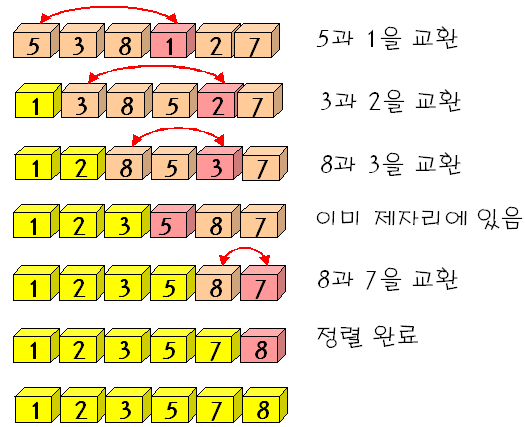 5 3 8 1 2 7 5과 1을 교환
1 3 8 5 2 7 3과 2을 교환
1 2 8 5 3 7 8과 3을 교환
1 2 3 5 8 7 이미 제자리에 있음
1 2 3 5 8 7 8과 7을 교환
1 2 3 5 7 8 정렬 완료
1 2 3 5 7 8